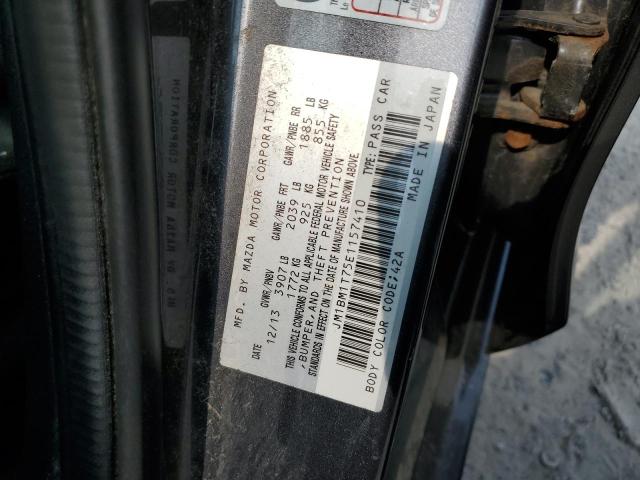 MFD. BY MAZDA MOTOR CORPORATION
DATE GVWR/PNBV GAWR/PNBE FRT GAWR/PNBE RR
12/13 3907 LB 2039 LB 1885 LB
1772 KG 925 KG 855 KG
THIS VEHICLE CONFORMS TO ALL APPLICABLE FEDERAL MOTOR VEHICLE SAFETY
,BUMPER,AND THEFT PREVENTION
STANDARDS IN EFFECT ON THE DATE OF MANUFACTURE SHOWN ABOVE
JM1BM1T75E1157410 TYPE:PASS CAR
BODY COLOR CODE;42A MADE IN JAPAN